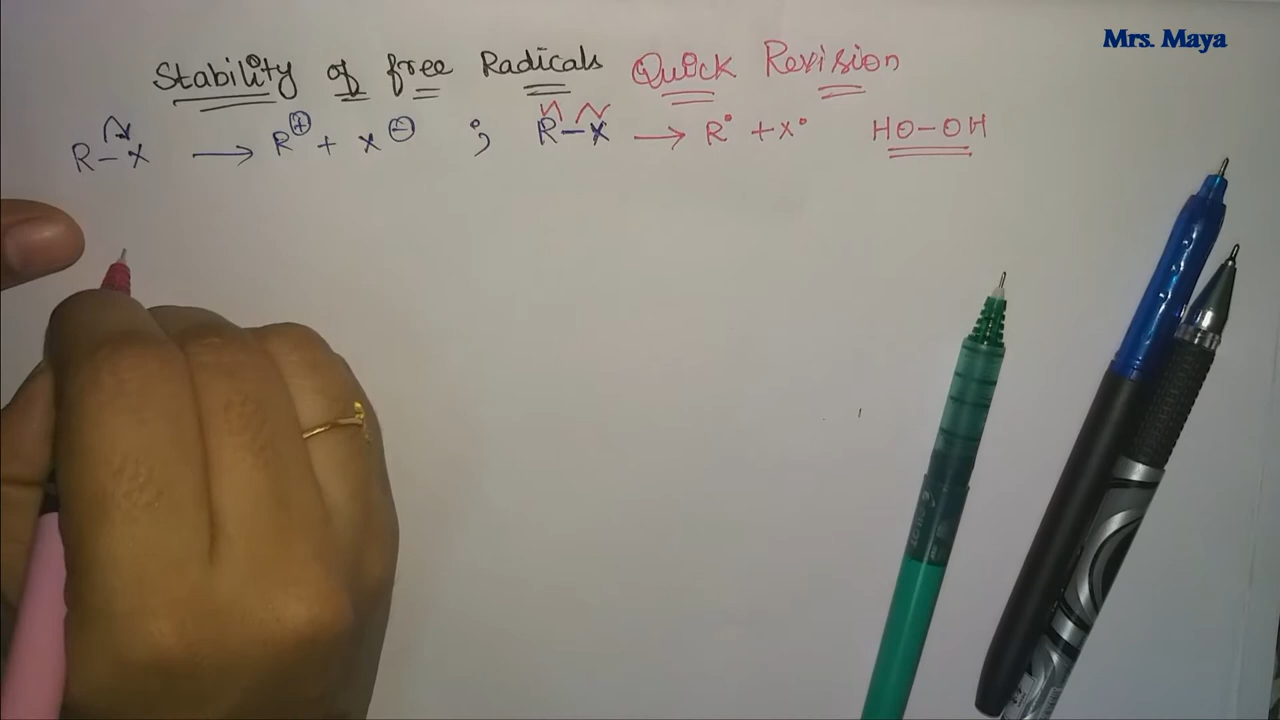 Mrs. Maya
Stability of free Radicals Quick Revision
R-X → R⊕ + X⊖ ; R-X → R• + X• HO-OH